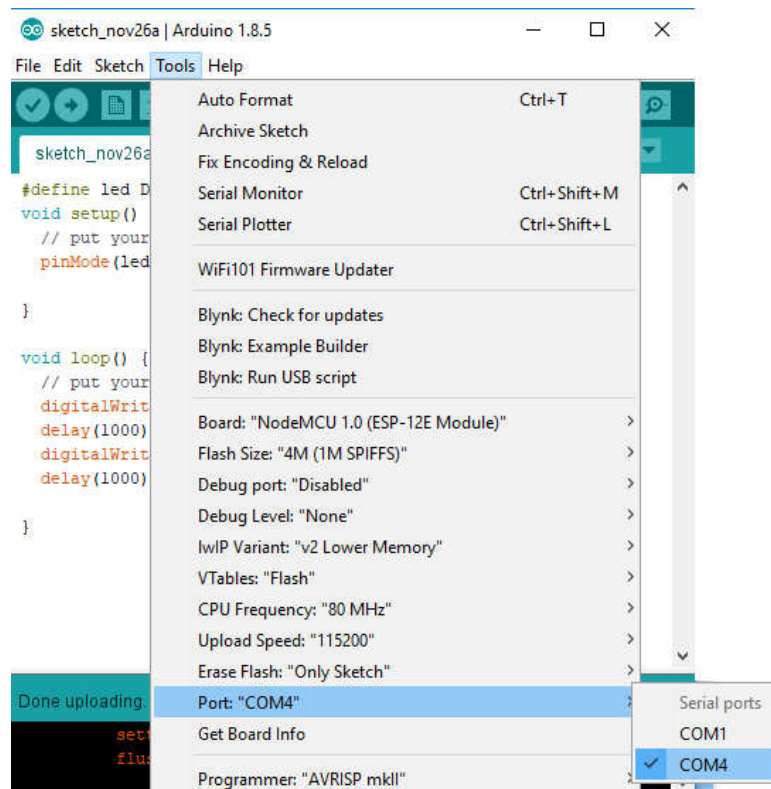 sketch_nov26a | Arduino 1.8.5
File Edit Sketch Tools Help
sketch_nov26a
#define led D
void setup()
// put your
pinMode(led
}
void loop() {
// put your
digitalWrit
delay(1000)
digitalWrit
delay(1000)
}
Done uploading.
set
flus
Auto Format Ctrl+T
Archive Sketch
Fix Encoding & Reload
Serial Monitor Ctrl+Shift+M
Serial Plotter Ctrl+Shift+L
WiFi101 Firmware Updater
Blynk: Check for updates
Blynk: Example Builder
Blynk: Run USB script
Board: "NodeMCU 1.0 (ESP-12E Module)"
Flash Size: "4M (1M SPIFFS)"
Debug port: "Disabled"
Debug Level: "None"
lwIP Variant: "v2 Lower Memory"
VTables: "Flash"
CPU Frequency: "80 MHz"
Upload Speed: "115200"
Erase Flash: "Only Sketch"
Port: "COM4"
Get Board Info
Programmer: "AVRISP mkII"
Serial ports
COM1
COM4